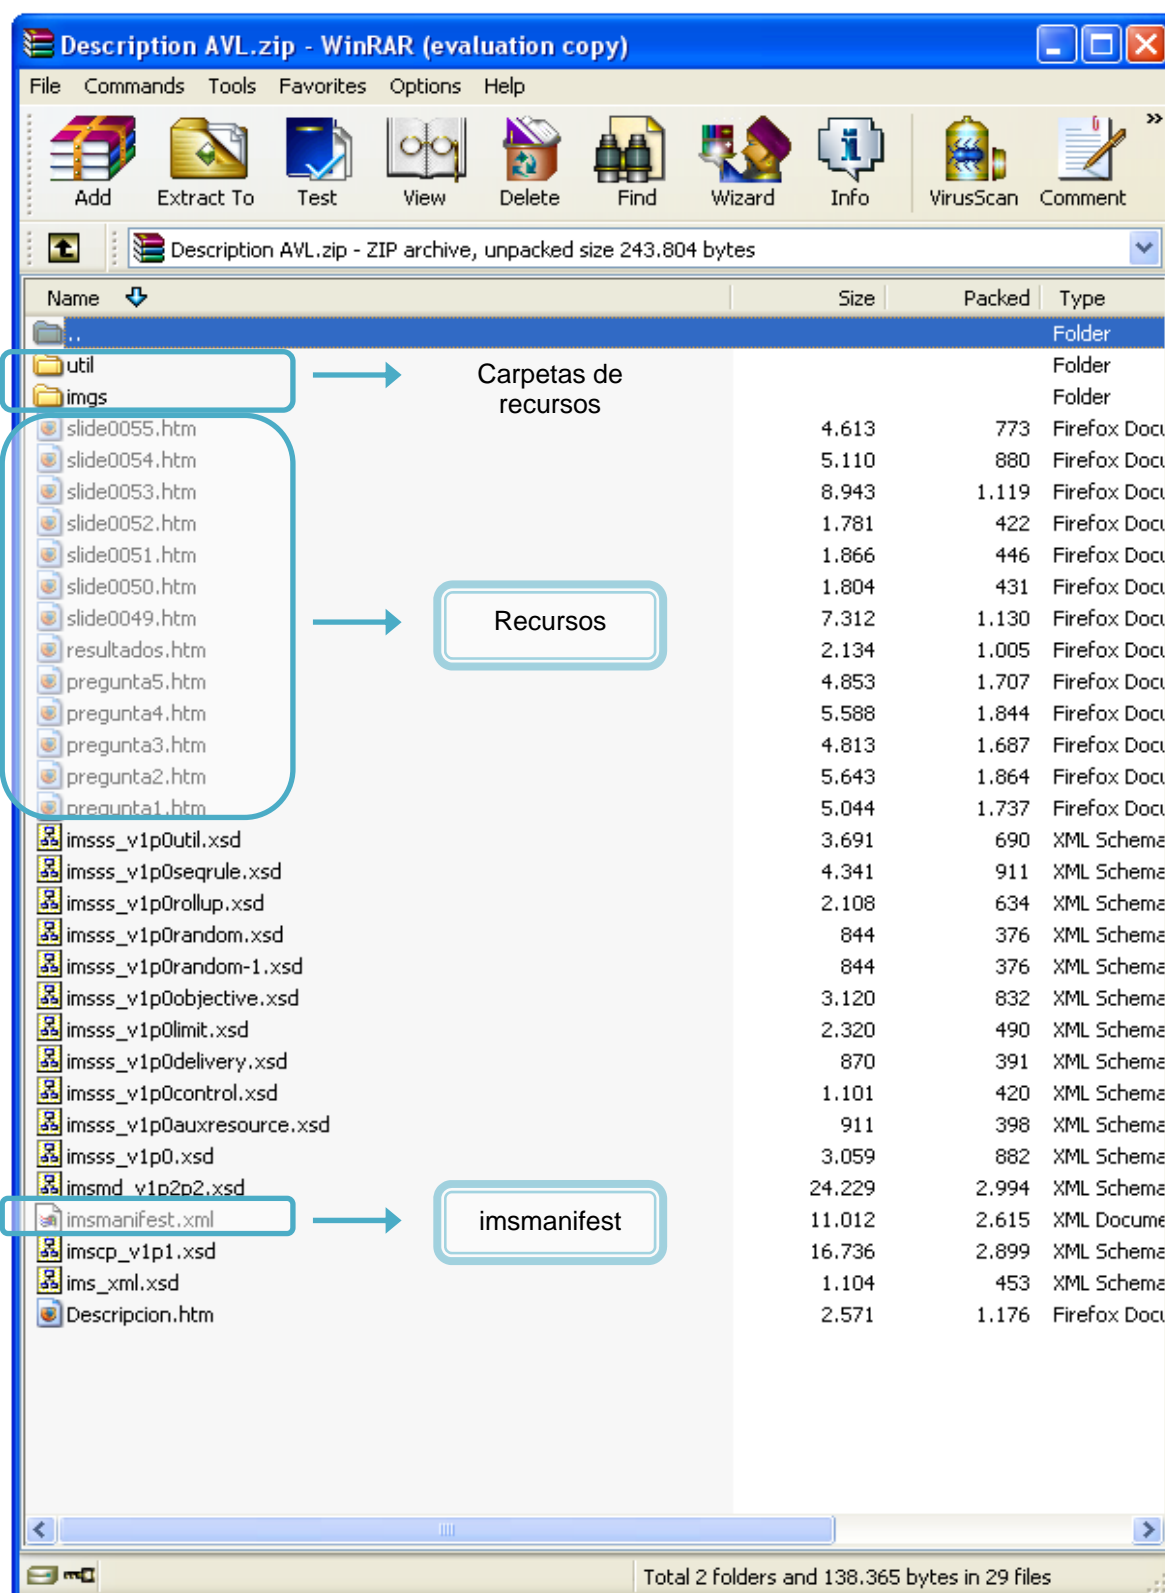 Description AVL.zip - WinRAR (evaluation copy)
File Commands Tools Favorites Options Help
Add Extract To Test View Delete Find Wizard Info VirusScan Comment »
Description AVL.zip - ZIP archive, unpacked size 243.804 bytes
Name Size Packed Type
.. Folder
util Folder
imgs Folder
Carpetas de
recursos
slide0055.htm 4.613 773 Firefox Docu
slide0054.htm 5.110 880 Firefox Docu
slide0053.htm 8.943 1.119 Firefox Docu
slide0052.htm 1.781 422 Firefox Docu
slide0051.htm 1.866 446 Firefox Docu
slide0050.htm 1.804 431 Firefox Docu
slide0049.htm 7.312 1.130 Firefox Docu
Recursos
resultados.htm 2.134 1.005 Firefox Docu
pregunta5.htm 4.853 1.707 Firefox Docu
pregunta4.htm 5.588 1.844 Firefox Docu
pregunta3.htm 4.813 1.687 Firefox Docu
pregunta2.htm 5.643 1.864 Firefox Docu
pregunta1.htm 5.044 1.737 Firefox Docu
imsss_v1p0util.xsd 3.691 690 XML Schema
imsss_v1p0seqrule.xsd 4.341 911 XML Schema
imsss_v1p0rollup.xsd 2.108 634 XML Schema
imsss_v1p0random.xsd 844 376 XML Schema
imsss_v1p0random-1.xsd 844 376 XML Schema
imsss_v1p0objective.xsd 3.120 832 XML Schema
imsss_v1p0limit.xsd 2.320 490 XML Schema
imsss_v1p0delivery.xsd 870 391 XML Schema
imsss_v1p0control.xsd 1.101 420 XML Schema
imsss_v1p0auxresource.xsd 911 398 XML Schema
imsss_v1p0.xsd 3.059 882 XML Schema
imsmd_v1p2p2.xsd 24.229 2.994 XML Schema
imsmanifest.xml 11.012 2.615 XML Docume
imsmanifest
imscp_v1p1.xsd 16.736 2.899 XML Schema
ims_xml.xsd 1.104 453 XML Schema
Descripcion.htm 2.571 1.176 Firefox Docu
Total 2 folders and 138.365 bytes in 29 files